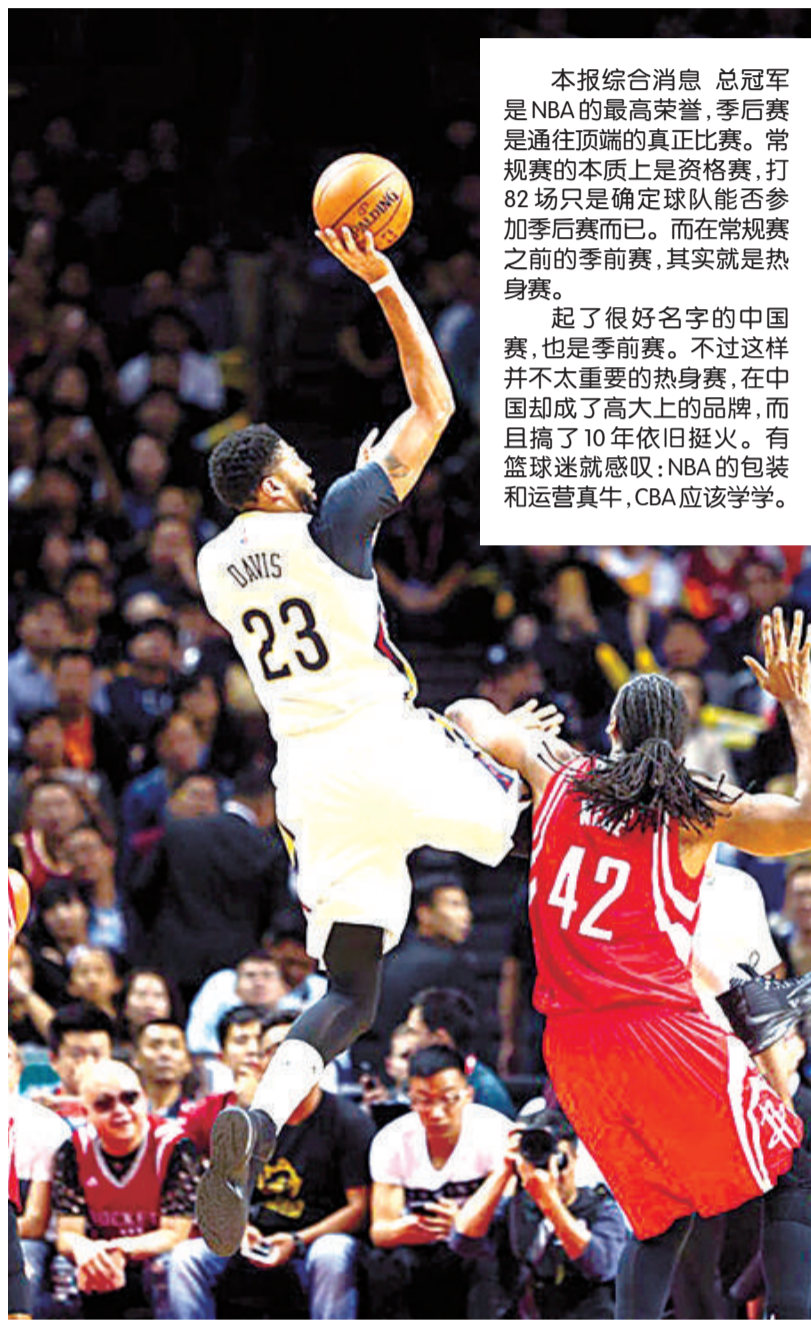 本报综合消息 总冠军
是NBA的最高荣誉，季后赛
是通往顶端的真正比赛。常
规赛的本质上是资格赛，打
82场只是确定球队能否参
加季后赛而已。而在常规赛
之前的季前赛，其实就是热
身赛。
起了很好名字的中国
赛，也是季前赛。不过这样
并不太重要的热身赛，在中
国却成了高大上的品牌，而
且搞了10年依旧挺火。有
篮球迷就感叹：NBA的包装
和运营真牛，CBA应该学学。
SPALDING
DAVIS
23
42